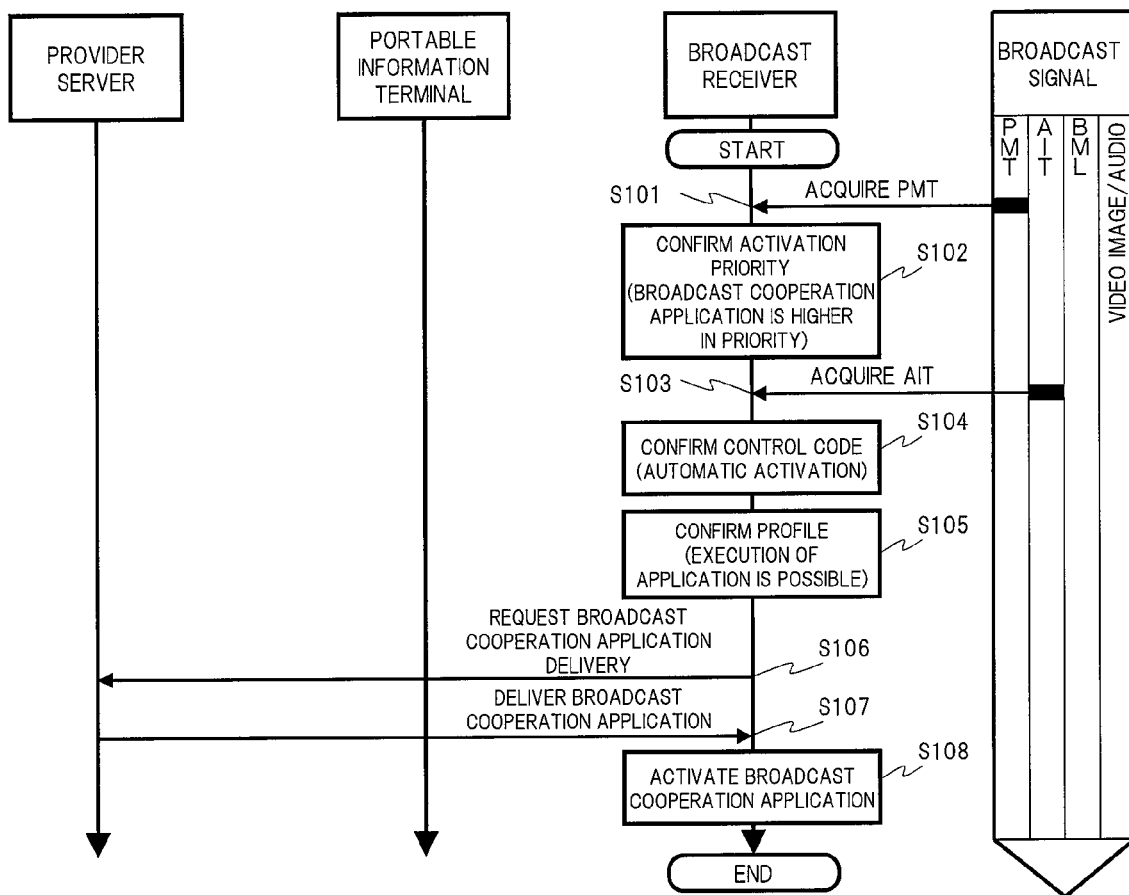 PROVIDER
SERVER
PORTABLE
INFORMATION
TERMINAL
BROADCAST
RECEIVER
BROADCAST
SIGNAL
PMT
AIT
BML
VIDEO IMAGE/AUDIO
START
S101
ACQUIRE PMT
CONFIRM ACTIVATION
PRIORITY
(BROADCAST COOPERATION
APPLICATION IS HIGHER
IN PRIORITY)
S102
S103
ACQUIRE AIT
CONFIRM CONTROL CODE
(AUTOMATIC ACTIVATION)
S104
CONFIRM PROFILE
(EXECUTION OF
APPLICATION IS POSSIBLE)
S105
REQUEST BROADCAST
COOPERATION APPLICATION
DELIVERY
S106
DELIVER BROADCAST
COOPERATION APPLICATION
S107
ACTIVATE BROADCAST
COOPERATION APPLICATION
S108
END